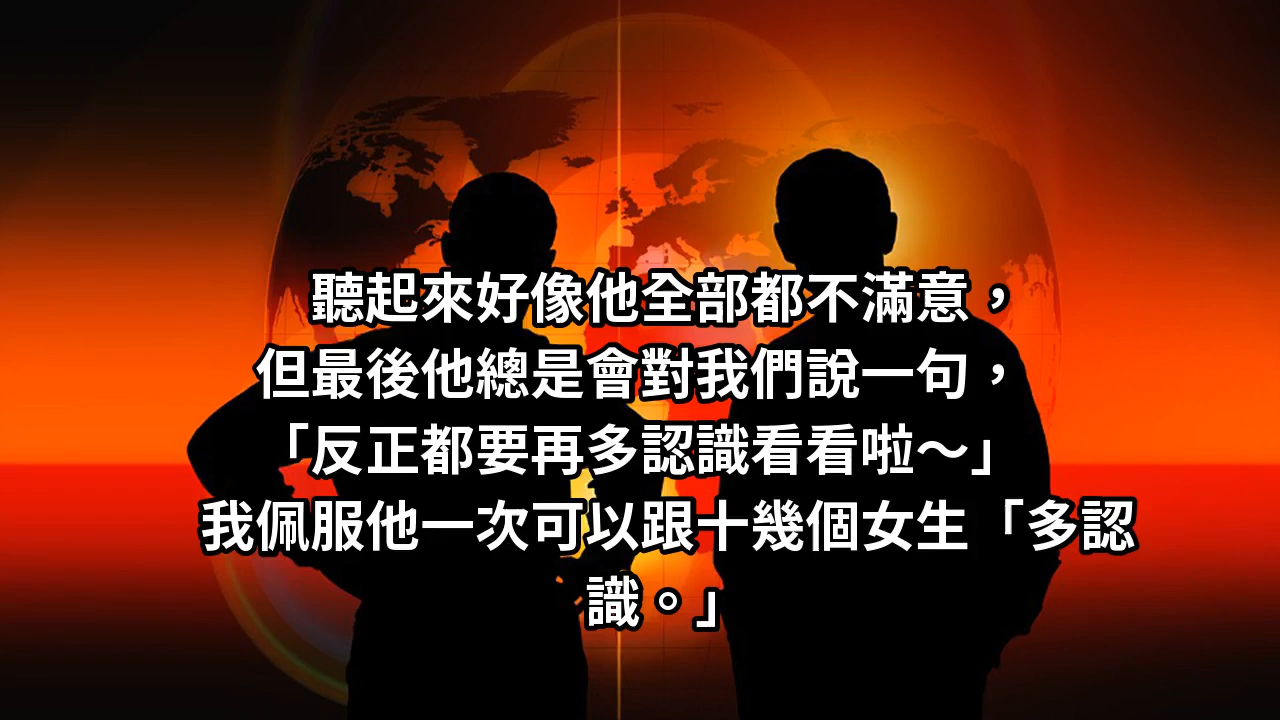 聽起來好像他全部都不滿意，
但最後他總是會對我們說一句，
「反正都要再多認識看看啦～」
我佩服他一次可以跟十幾個女生「多認
識。」